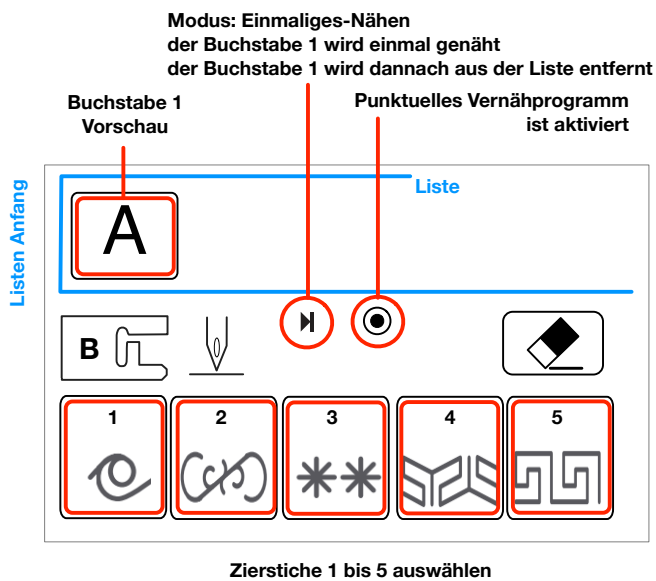 Modus: Einmaliges-Nähen
der Buchstabe 1 wird einmal genäht
der Buchstabe 1 wird dannach aus der Liste entfernt
Buchstabe 1
Vorschau
Punktuelles Vernähprogramm
ist aktiviert
Listen Anfang
Liste
A
B
1
2
3
4
5
Zierstiche 1 bis 5 auswählen